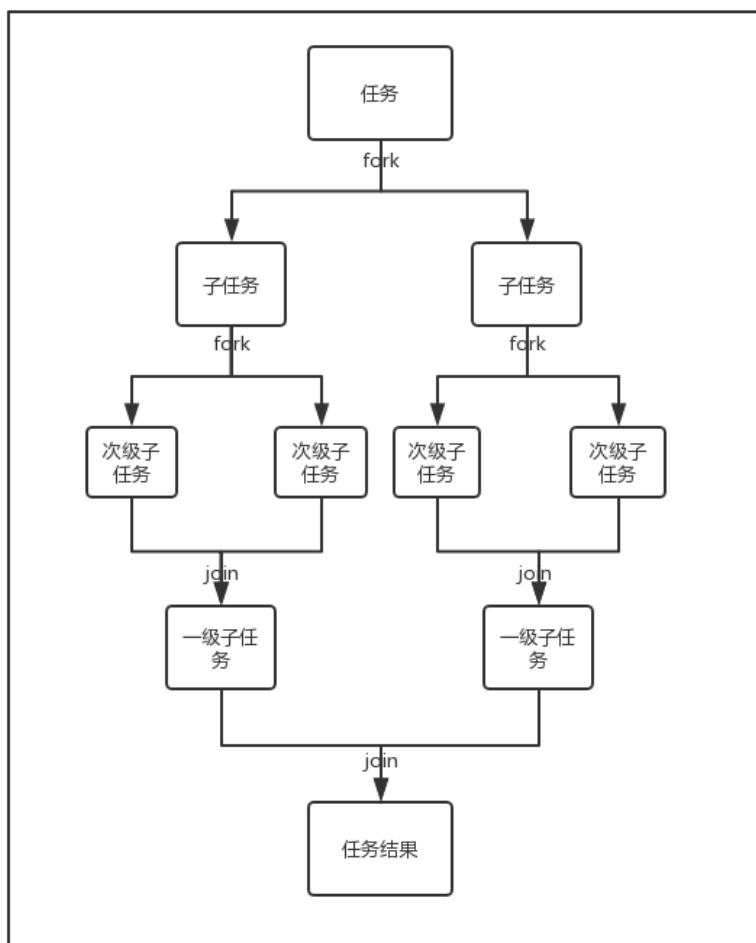 任务
fork
子任务
子任务
fork
fork
次级子
任务
次级子
任务
次级子
任务
次级子
任务
join
join
一级子任
务
一级子任
务
join
任务结果